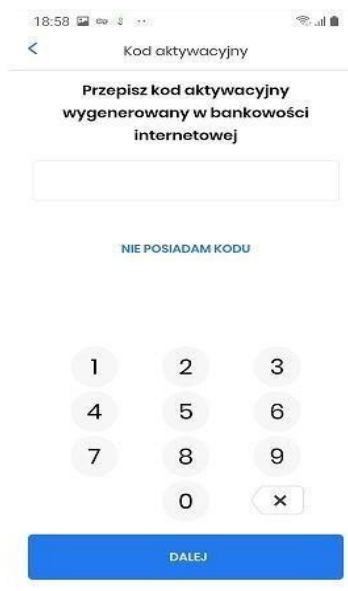 18:58
Kod aktywacyjny
Przepisz kod aktywacyjny
wygenerowany w bankowości
internetowej
NIE POSIADAM KODU
1 2 3
4 5 6
7 8 9
0
DALEJ